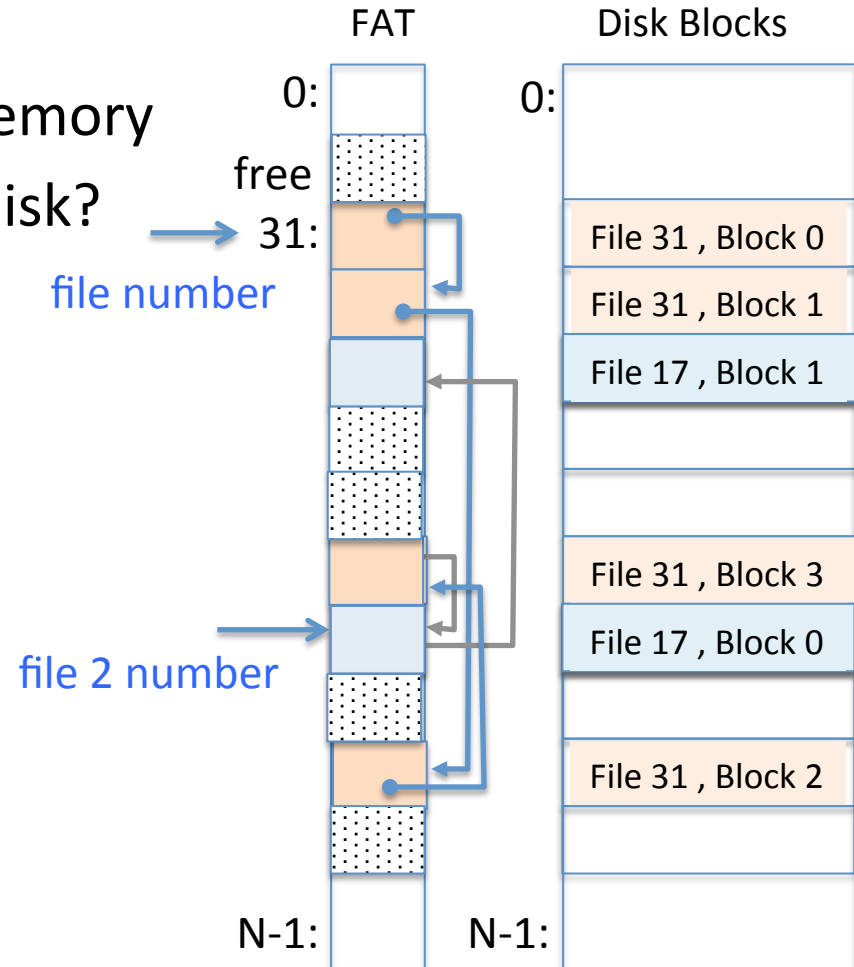 FAT
Disk Blocks
emory
isk?
0:
0:
free
31:
file number
File 31 , Block 0
File 31 , Block 1
File 17 , Block 1
File 31 , Block 3
File 17 , Block 0
file 2 number
File 31 , Block 2
N-1:
N-1: